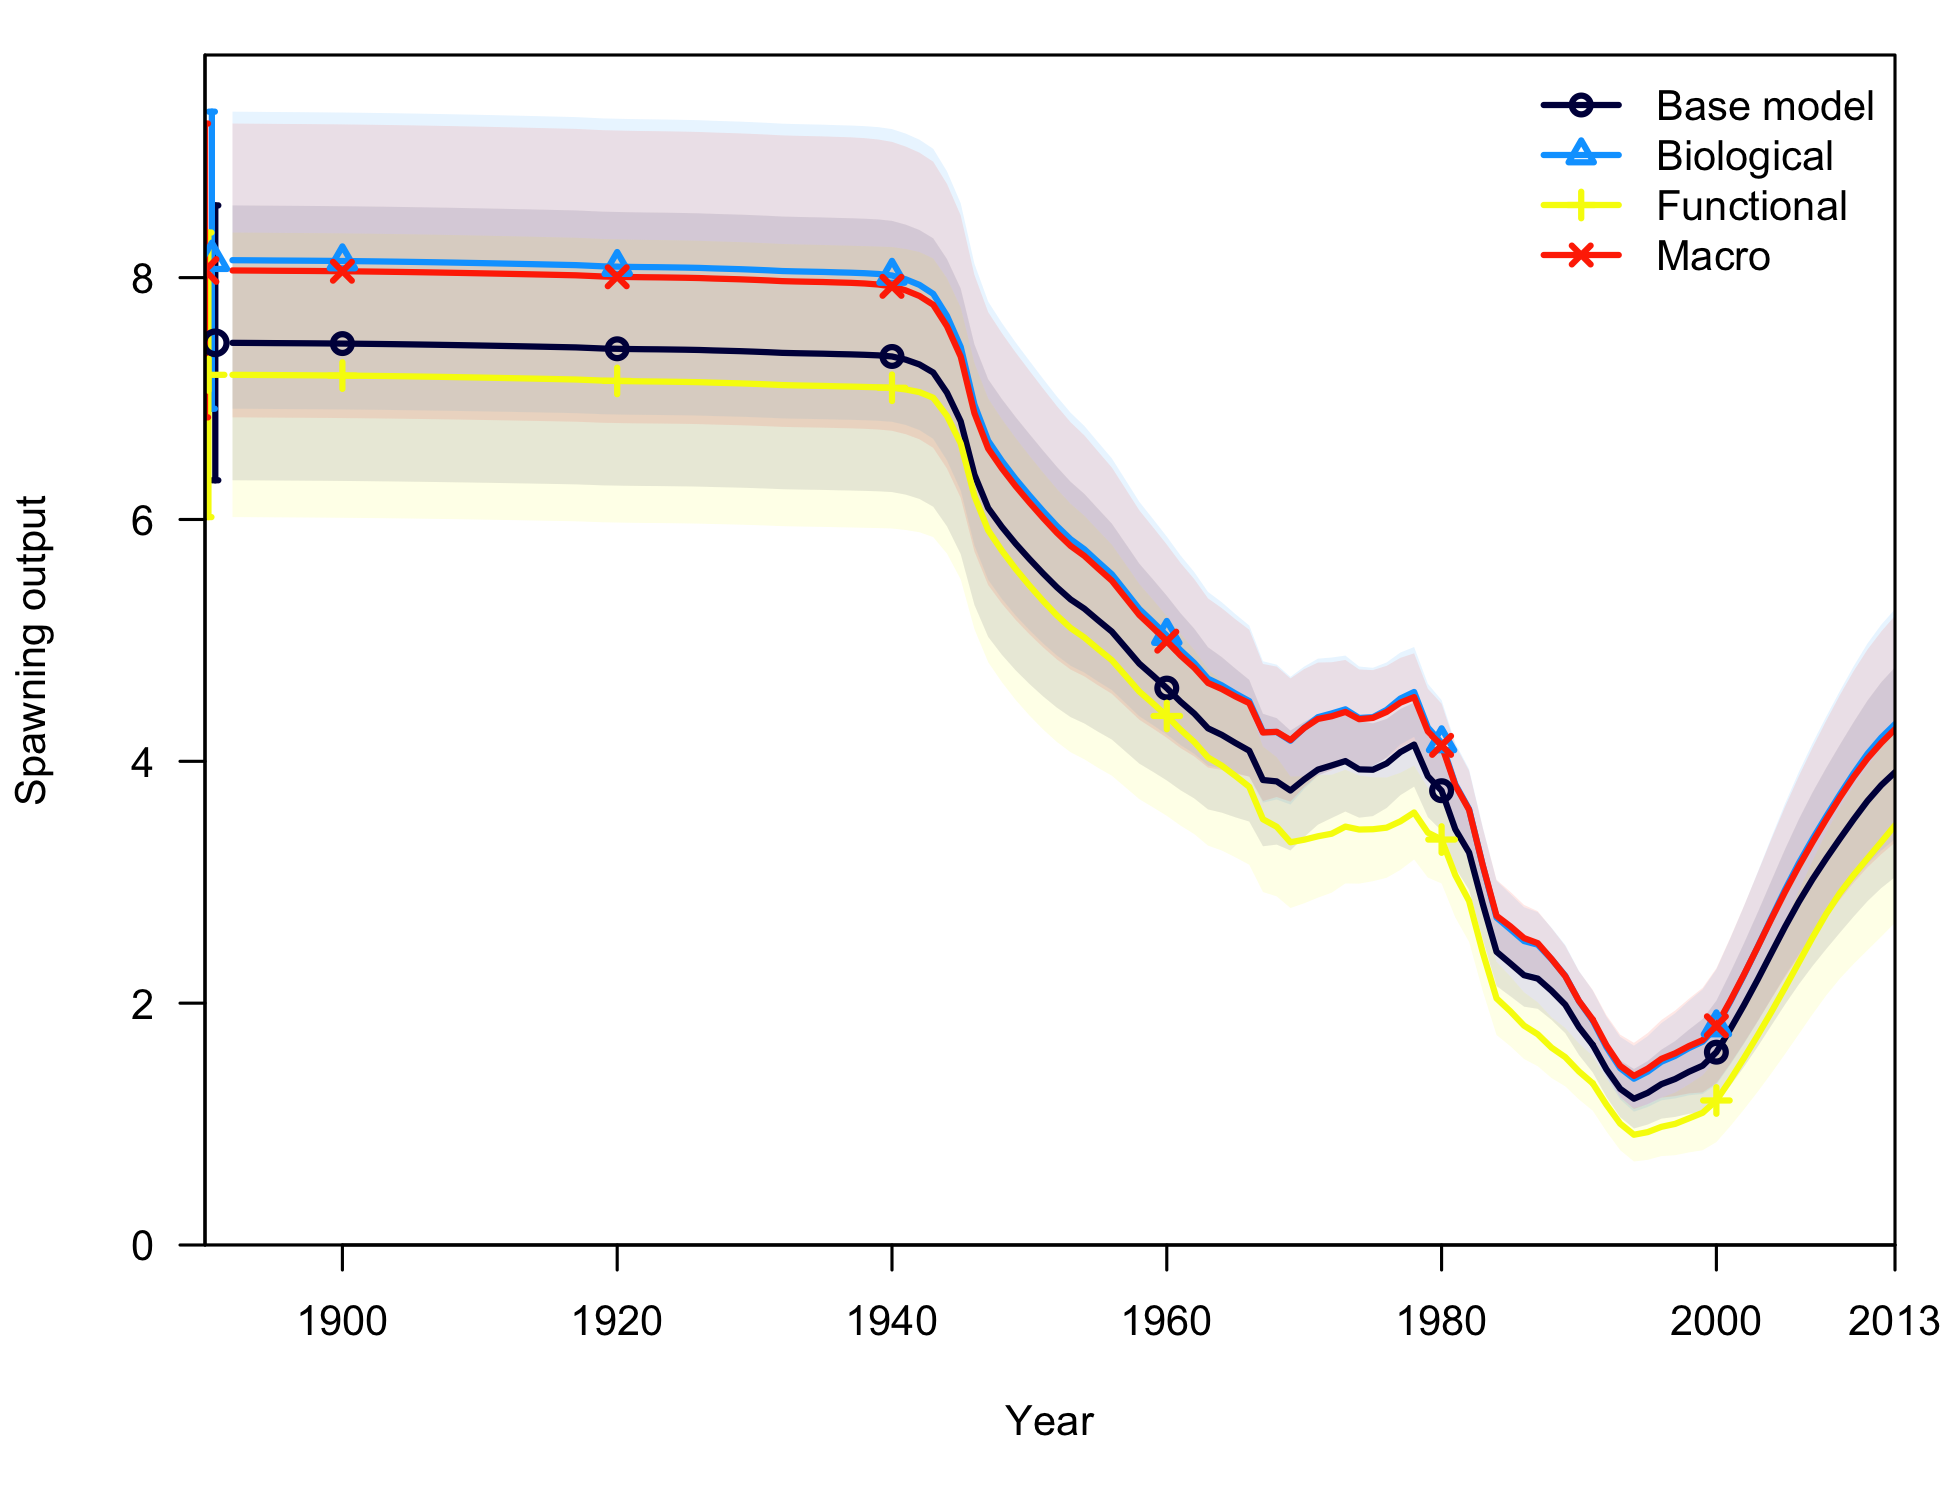 Base model
Biological
Functional
Macro
Spawning output
8
6
4
2
0
1900 1920 1940 1960 1980 2000 2013
Year